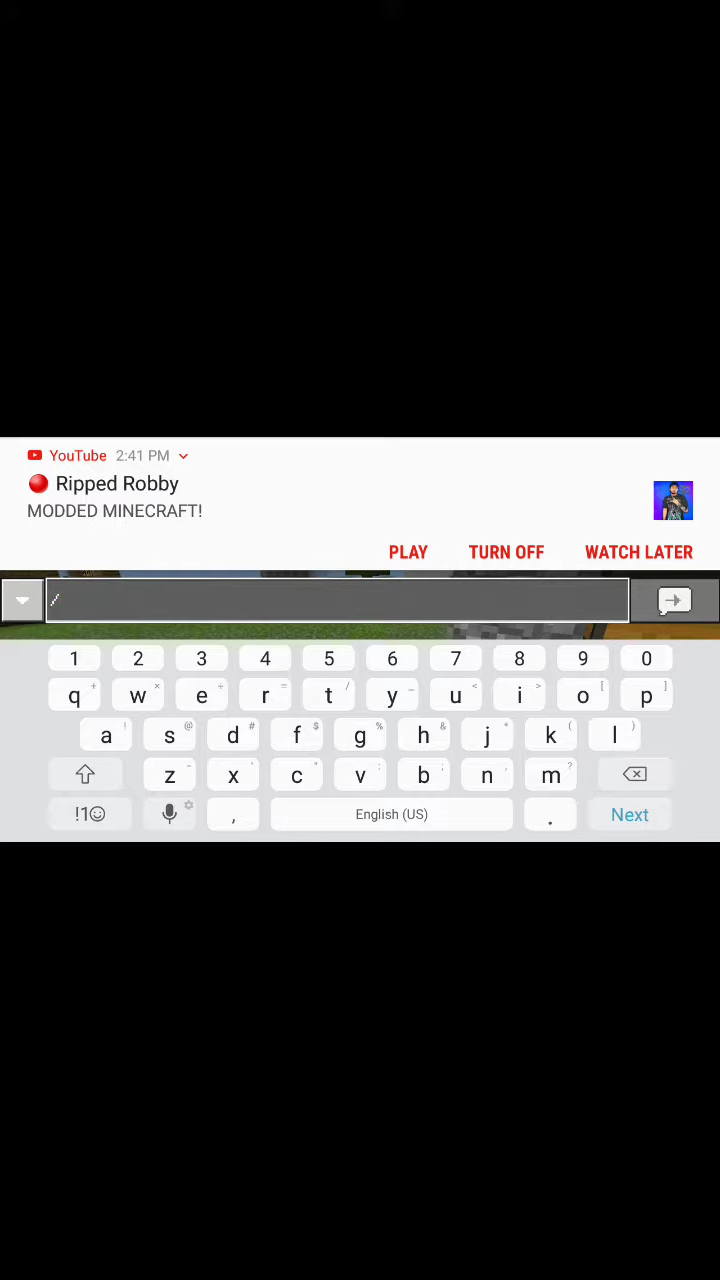 YouTube 2:41 PM
Ripped Robby
MODDED MINECRAFT!
PLAY TURN OFF WATCH LATER
/
1 2 3 4 5 6 7 8 9 0
q + w × e ÷ r = t / y _ u < i > o [ p ]
a ! s @ d # f $ g % h & j * k ( l )
z - x ' c " v : b ; n , m ?
!1☺ , English (US) . Next